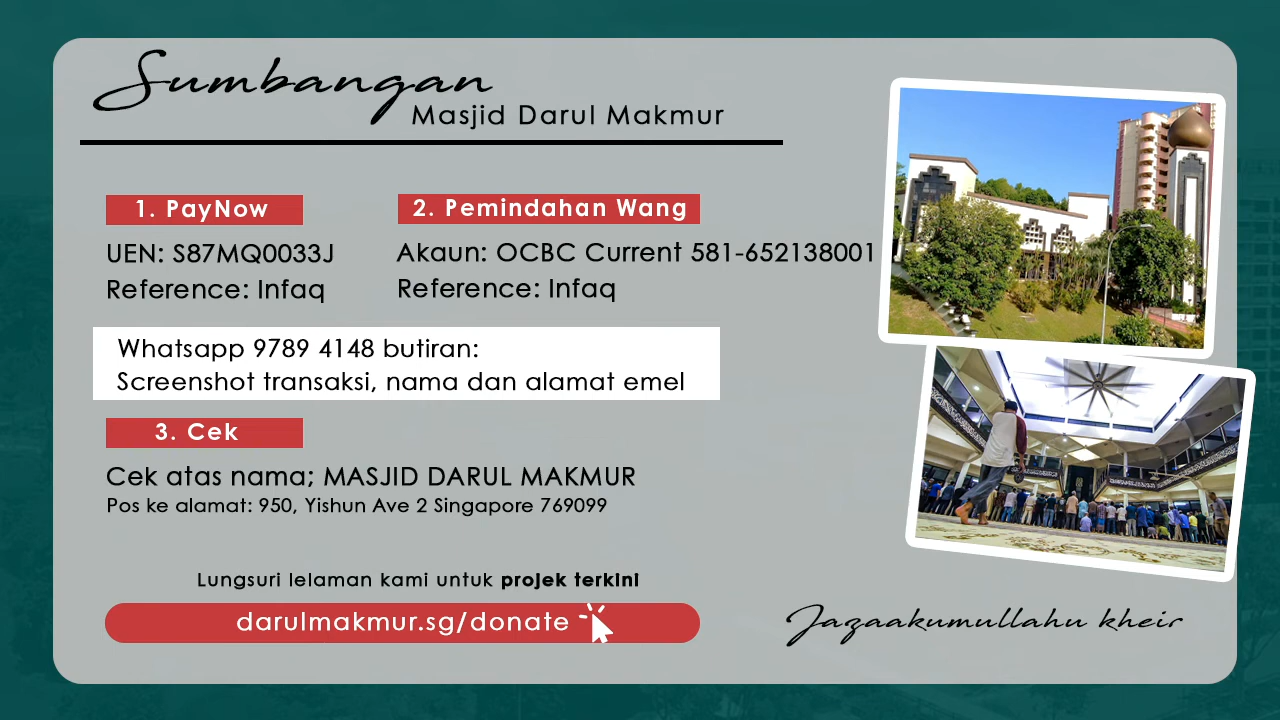 Sumbangan
Masjid Darul Makmur
1. PayNow
UEN: S87MQ0033J
Reference: Infaq
2. Pemindahan Wang
Akaun: OCBC Current 581-652138001
Reference: Infaq
Whatsapp 9789 4148 butiran:
Screenshot transaksi, nama dan alamat emel
3. Cek
Cek atas nama; MASJID DARUL MAKMUR
Pos ke alamat: 950, Yishun Ave 2 Singapore 769099
Lungsuri lelaman kami untuk projek terkini
darulmakmur.sg/donate
Jazaakumullahu kheir